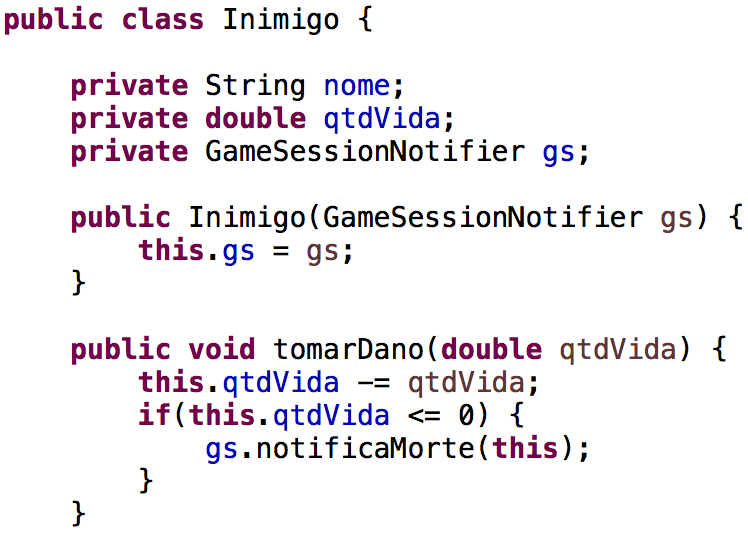 public class Inimigo {
private String nome;
private double qtdVida;
private GameSessionNotifier gs;
public Inimigo(GameSessionNotifier gs) {
this.gs = gs;
}
public void tomarDano(double qtdVida) {
this.qtdVida -= qtdVida;
if(this.qtdVida <= 0) {
gs.notificaMorte(this);
}
}